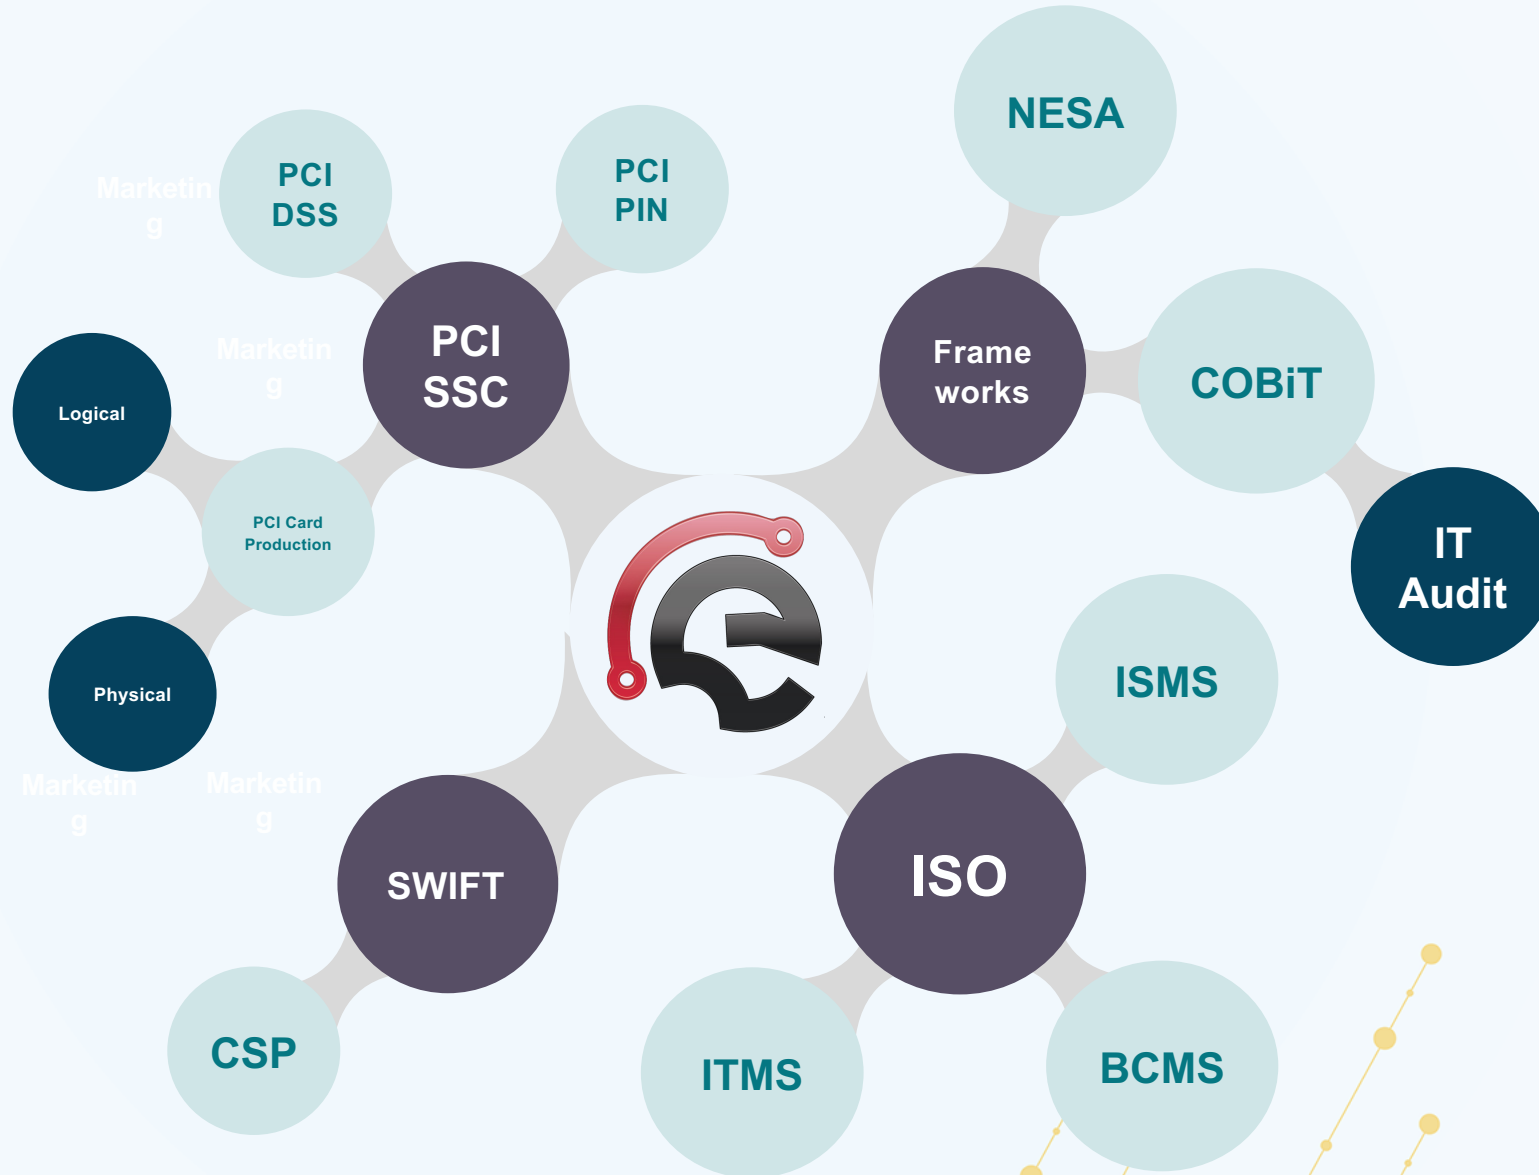 NESA
PCI
DSS
PCI
PIN
Marketin
g
PCI
SSC
Frame
works
Marketin
g
COBiT
Logical
PCI Card
Production
IT
Audit
ISMS
Physical
Marketin
g
Marketin
g
SWIFT
ISO
CSP
ITMS
BCMS